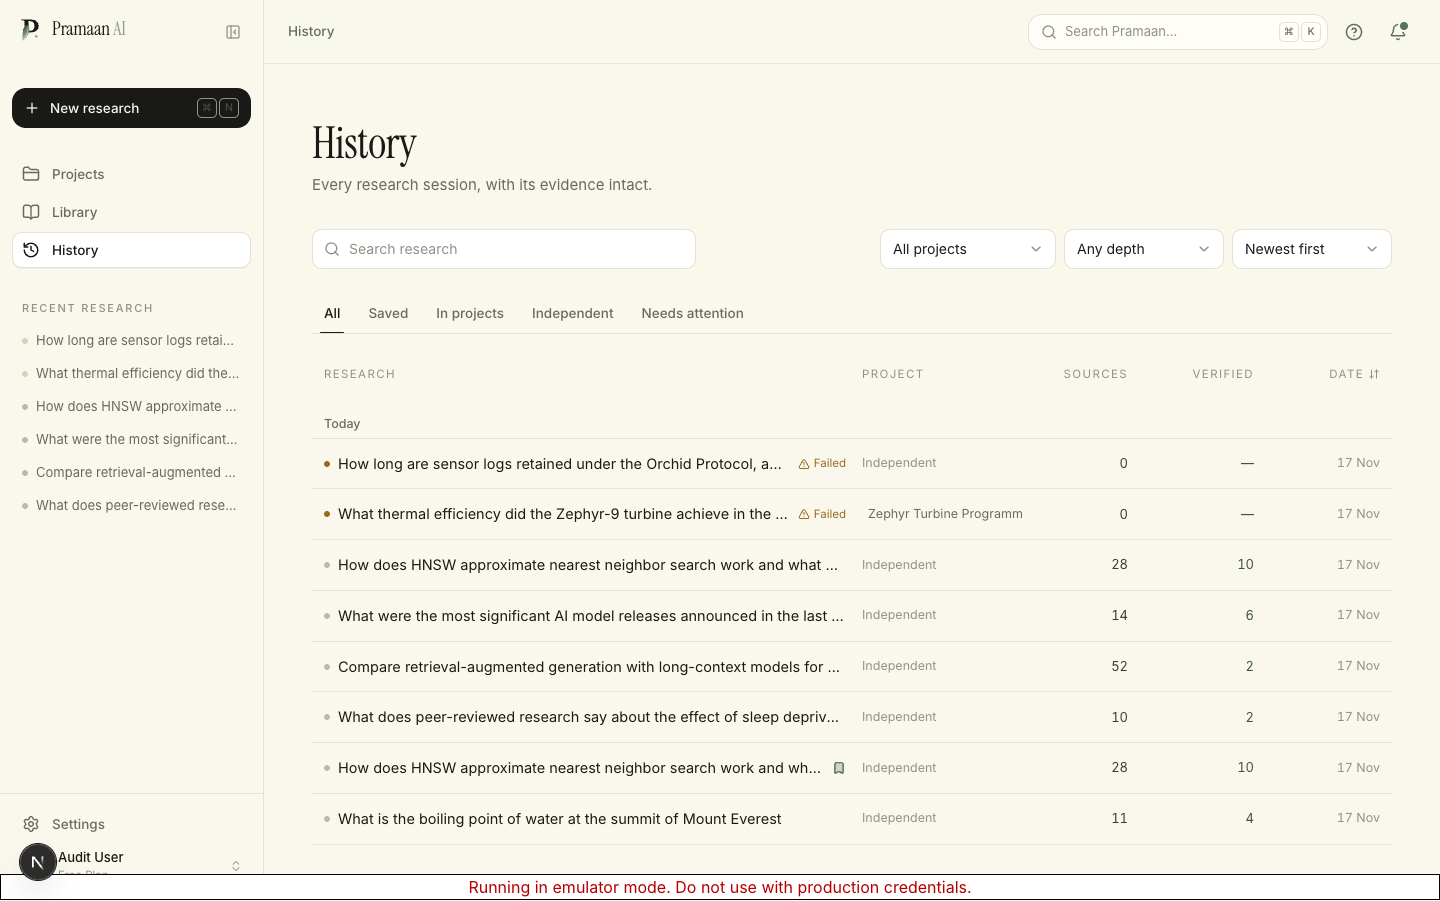 Pramaan AI
History
Search Pramaan...
⌘ K
New research
⌘ N
Projects
Library
History
RECENT RESEARCH
How long are sensor logs retai...
What thermal efficiency did the...
How does HNSW approximate ...
What were the most significant...
Compare retrieval-augmented ...
What does peer-reviewed rese...
Settings
N
Audit User
Free Plan
History
Every research session, with its evidence intact.
Search research
All projects
Any depth
Newest first
All Saved In projects Independent Needs attention
RESEARCH PROJECT SOURCES VERIFIED DATE
Today
How long are sensor logs retained under the Orchid Protocol, a... Failed Independent 0 — 17 Nov
What thermal efficiency did the Zephyr-9 turbine achieve in the ... Failed Zephyr Turbine Programm 0 — 17 Nov
How does HNSW approximate nearest neighbor search work and what ... Independent 28 10 17 Nov
What were the most significant AI model releases announced in the last ... Independent 14 6 17 Nov
Compare retrieval-augmented generation with long-context models for ... Independent 52 2 17 Nov
What does peer-reviewed research say about the effect of sleep depriv... Independent 10 2 17 Nov
How does HNSW approximate nearest neighbor search work and wh... Independent 28 10 17 Nov
What is the boiling point of water at the summit of Mount Everest Independent 11 4 17 Nov
Running in emulator mode. Do not use with production credentials.